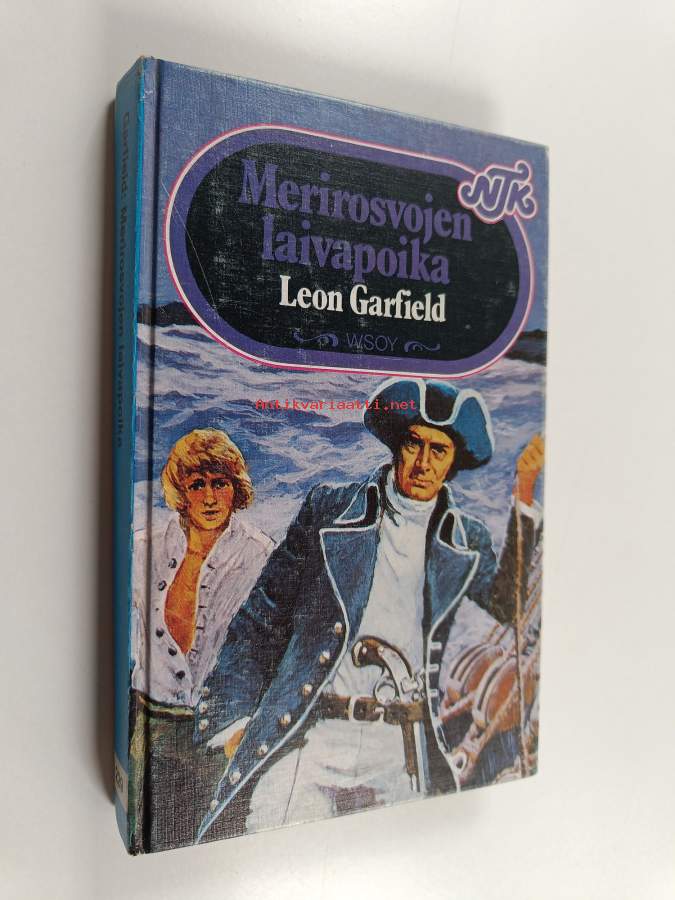 NTK
Merirosvojen
laivapoika
Leon Garfield
WSOY
Antikvariaatti.net
Garfield Merirosvojen laivapoika